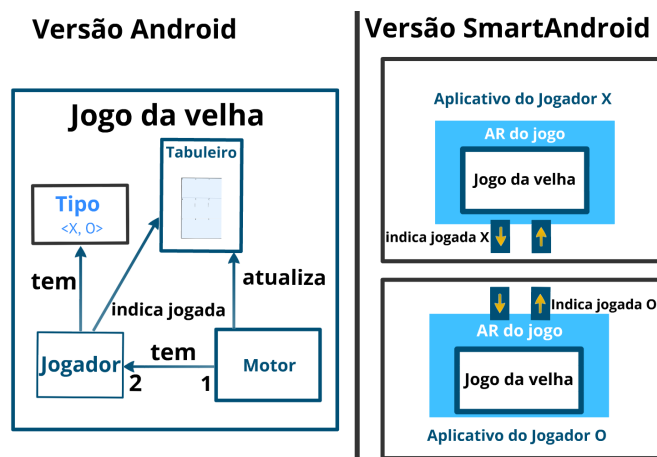 Versão Android
Jogo da velha
Tabuleiro
Tipo
<X, O>
tem
indica jogada
atualiza
Jogador
tem
2
1
Motor
Versão SmartAndroid
Aplicativo do Jogador X
AR do jogo
Jogo da velha
indica jogada X
Indica jogada O
AR do jogo
Jogo da velha
Aplicativo do Jogador O